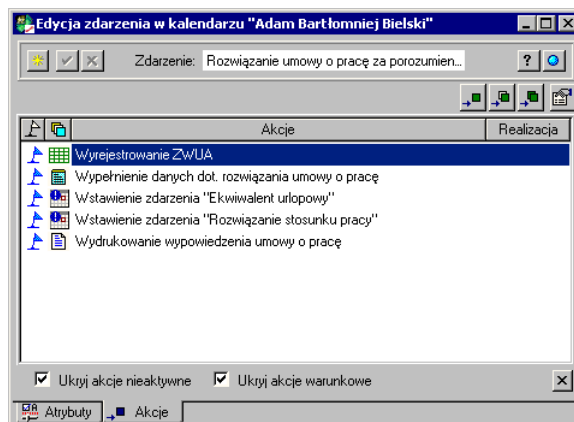 Edycja zdarzenia w kalendarzu "Adam Bartłomniej Bielski"
Zdarzenie: Rozwiązanie umowy o pracę za porozumien...
Akcje Realizacja
Wyrejestrowanie ZWUA
Wypełnienie danych dot. rozwiązania umowy o pracę
Wstawienie zdarzenia "Ekwiwalent urlopowy"
Wstawienie zdarzenia "Rozwiązanie stosunku pracy"
Wydrukowanie wypowiedzenia umowy o pracę
Ukryj akcje nieaktywne Ukryj akcje warunkowe
Atrybuty Akcje